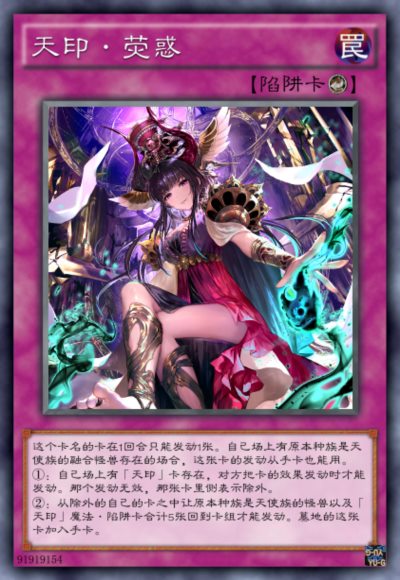 天印·荧惑
罠
【陷阱卡】
这个卡名的卡在1回合只能发动1张。自己场上有原本种族是天
使族的融合怪兽存在的场合，这张卡的发动从手卡也能用。
①：自己场上有「天印」卡存在，对方把卡的效果发动时才能
发动。那个发动无效，那张卡里侧表示除外。
②：从除外的自己的卡之中让原本种族是天使族的怪兽以及「
天印」魔法·陷阱卡合计5张回到卡组才能发动。墓地的这张
卡加入手卡。
91919154